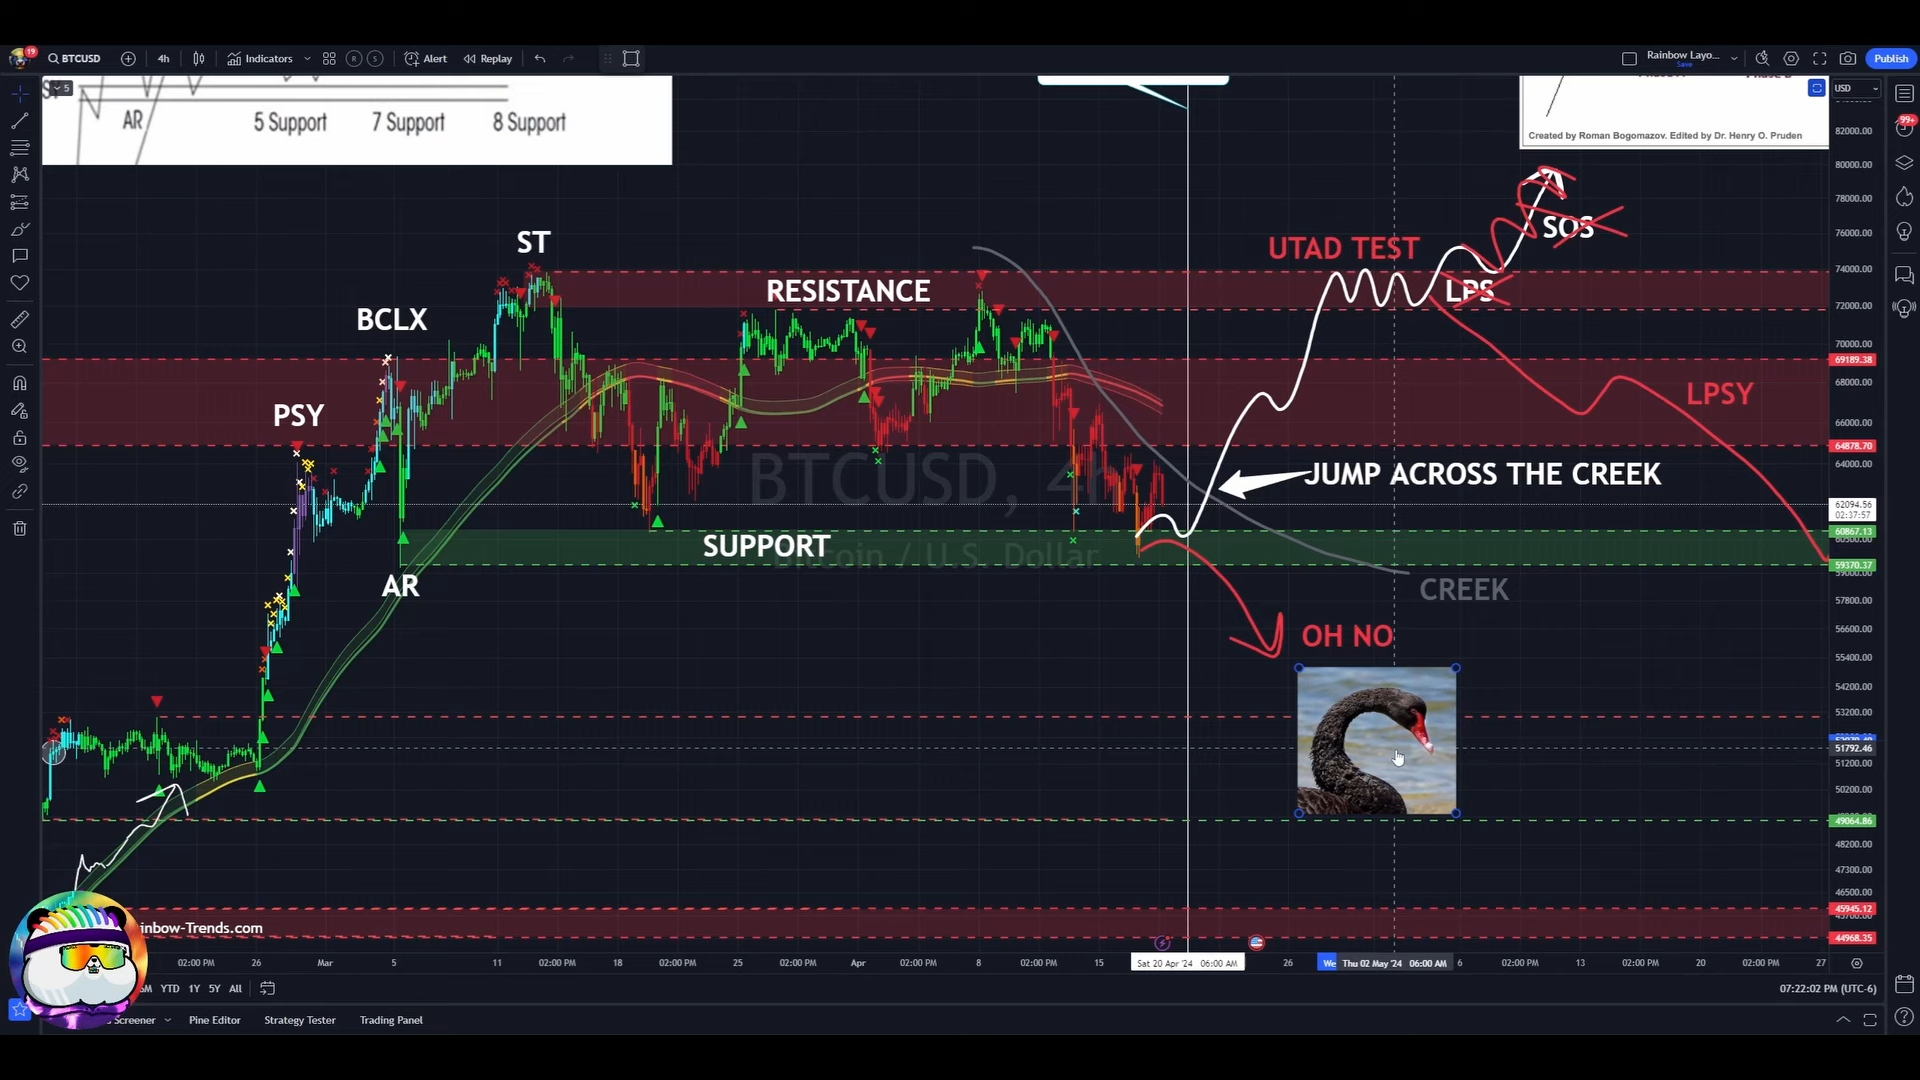 19
BTCUSD
4h
Indicators
R
S
Alert
Replay
Rainbow Layo...
Save
Publish
5
AR
5 Support
7 Support
8 Support
Created by Roman Bogomazov. Edited by Dr. Henry O. Pruden
USD
99+
82000.00
80000.00
78000.00
76000.00
74000.00
72000.00
70000.00
69189.38
68000.00
66000.00
64878.70
64000.00
62094.56
02:37:57
60867.13
59370.37
57800.00
56600.00
55400.00
54200.00
53200.00
51792.46
51200.00
50200.00
49064.86
48200.00
47300.00
46500.00
45945.12
44968.35
ST
BCLX
PSY
RESISTANCE
UTAD TEST
SOS
LPS
LPSY
JUMP ACROSS THE CREEK
BTCUSD, 4h
SUPPORT
Bitcoin / U.S. Dollar
AR
CREEK
OH NO
inbow-Trends.com
02:00 PM
26
Mar
5
11
02:00 PM
18
02:00 PM
25
02:00 PM
Apr
02:00 PM
8
02:00 PM
15
Sat 20 Apr '24 06:00 AM
26
We
Thu 02 May '24 06:00 AM
6
02:00 PM
13
02:00 PM
20
02:00 PM
27
YTD
1Y
5Y
All
07:22:02 PM (UTC-6)
Screener
Pine Editor
Strategy Tester
Trading Panel